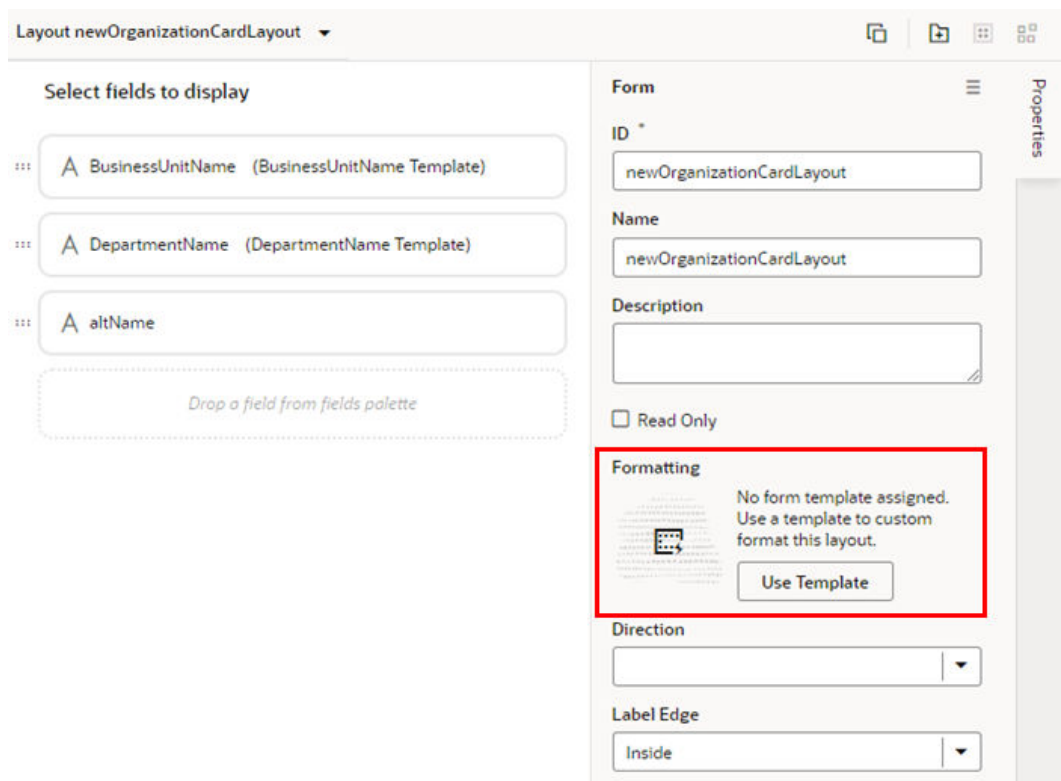 Layout newOrganizationCardLayout
Select fields to display
BusinessUnitName (BusinessUnitName Template)
DepartmentName (DepartmentName Template)
altName
Drop a field from fields palette
Form
ID *
newOrganizationCardLayout
Name
newOrganizationCardLayout
Description
Read Only
Formatting
No form template assigned.
Use a template to custom
format this layout.
Use Template
Direction
Label Edge
Inside
Properties